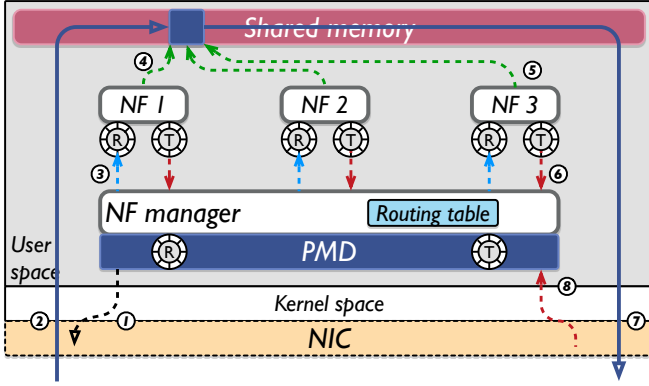 Shared memory
④ ⑤
NF 1 NF 2 NF 3
R T R T R T
③ ⑥
NF manager Routing table
User
space
R PMD T
⑧
Kernel space
② ① ⑦
NIC